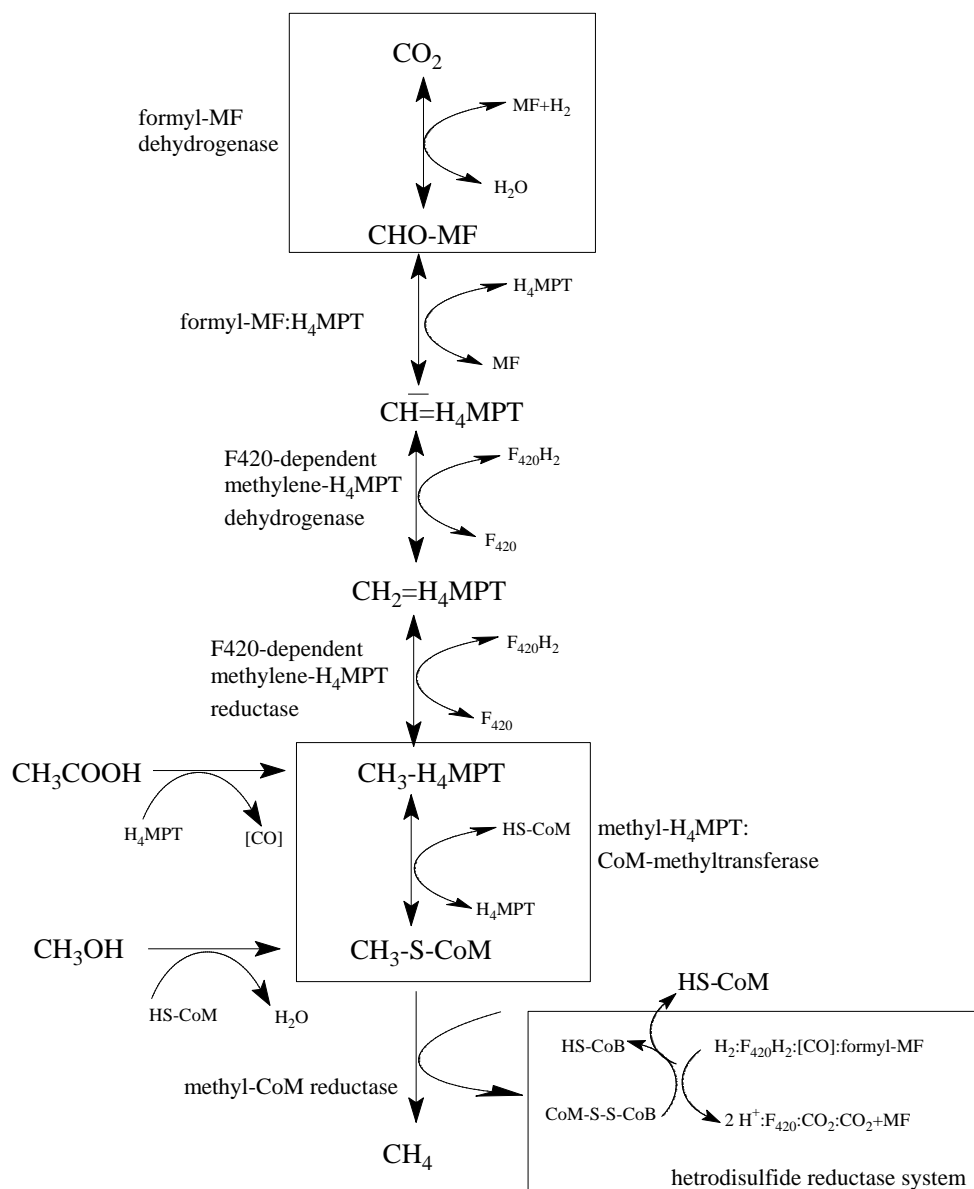 CO₂
formyl-MF
dehydrogenase
MF+H₂
H₂O
CHO-MF
H₄MPT
formyl-MF:H₄MPT
MF
CH=H₄MPT
F420-dependent
methylene-H₄MPT
dehydrogenase
F₄₂₀H₂
F₄₂₀
CH₂=H₄MPT
F420-dependent
methylene-H₄MPT
reductase
F₄₂₀H₂
F₄₂₀
CH₃COOH
H₄MPT
[CO]
CH₃-H₄MPT
HS-CoM
H₄MPT
methyl-H₄MPT:
CoM-methyltransferase
CH₃OH
HS-CoM
H₂O
CH₃-S-CoM
HS-CoM
HS-CoB
H₂:F₄₂₀H₂:[CO]:formyl-MF
methyl-CoM reductase
CoM-S-S-CoB
2 H⁺:F₄₂₀:CO₂:CO₂+MF
CH₄
hetrodisulfide reductase system